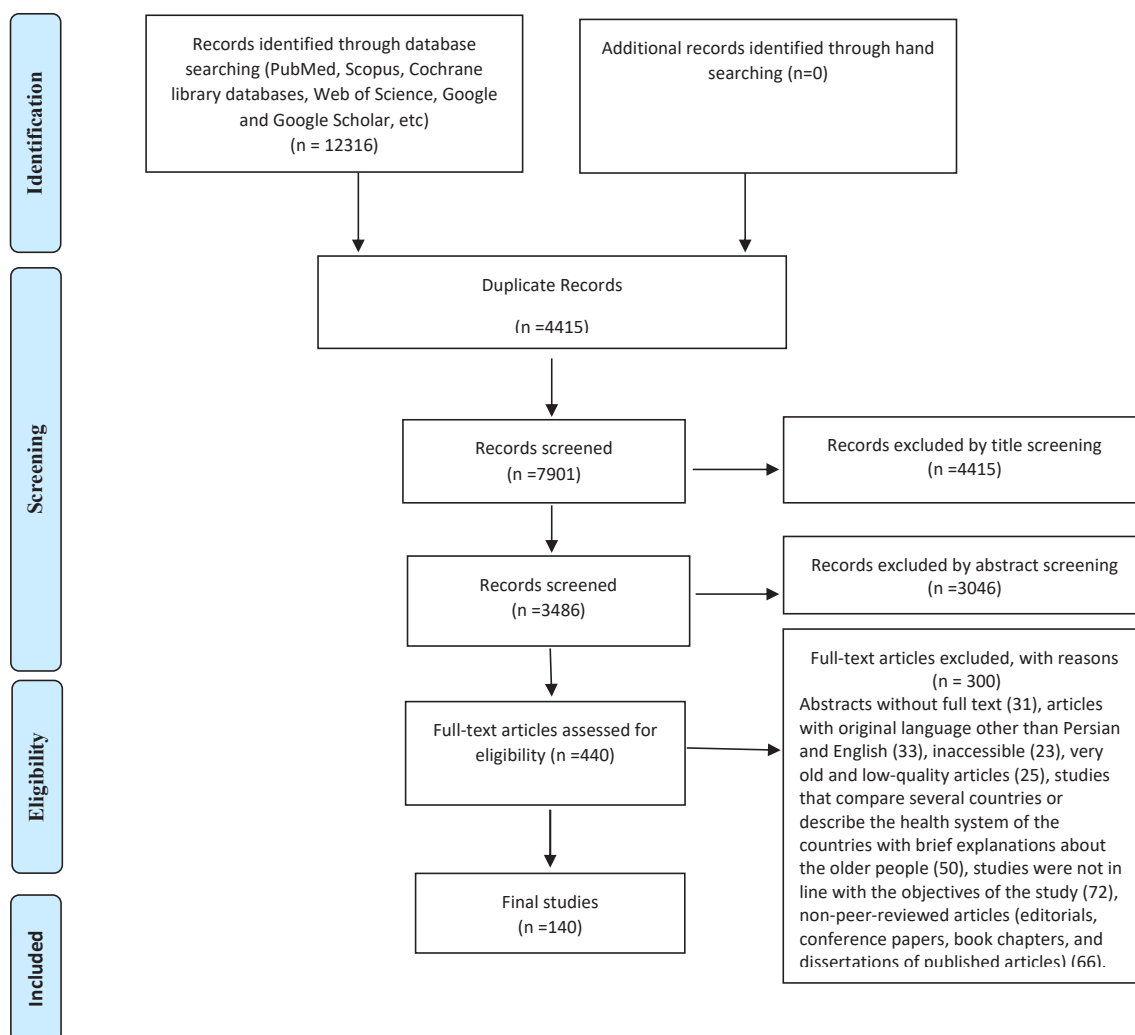 Identification
Records identified through database
searching (PubMed, Scopus, Cochrane
library databases, Web of Science, Google
and Google Scholar, etc)
(n = 12316)
Additional records identified through hand
searching (n=0)
Screening
Duplicate Records
(n =4415)
Records screened
(n =7901)
Records excluded by title screening
(n =4415)
Records screened
(n =3486)
Records excluded by abstract screening
(n =3046)
Eligibility
Full-text articles assessed for
eligibility (n =440)
Full-text articles excluded, with reasons
(n = 300)
Abstracts without full text (31), articles
with original language other than Persian
and English (33), inaccessible (23), very
old and low-quality articles (25), studies
that compare several countries or
describe the health system of the
countries with brief explanations about
the older people (50), studies were not in
line with the objectives of the study (72),
non-peer-reviewed articles (editorials,
conference papers, book chapters, and
dissertations of published articles) (66).
Included
Final studies
(n =140)